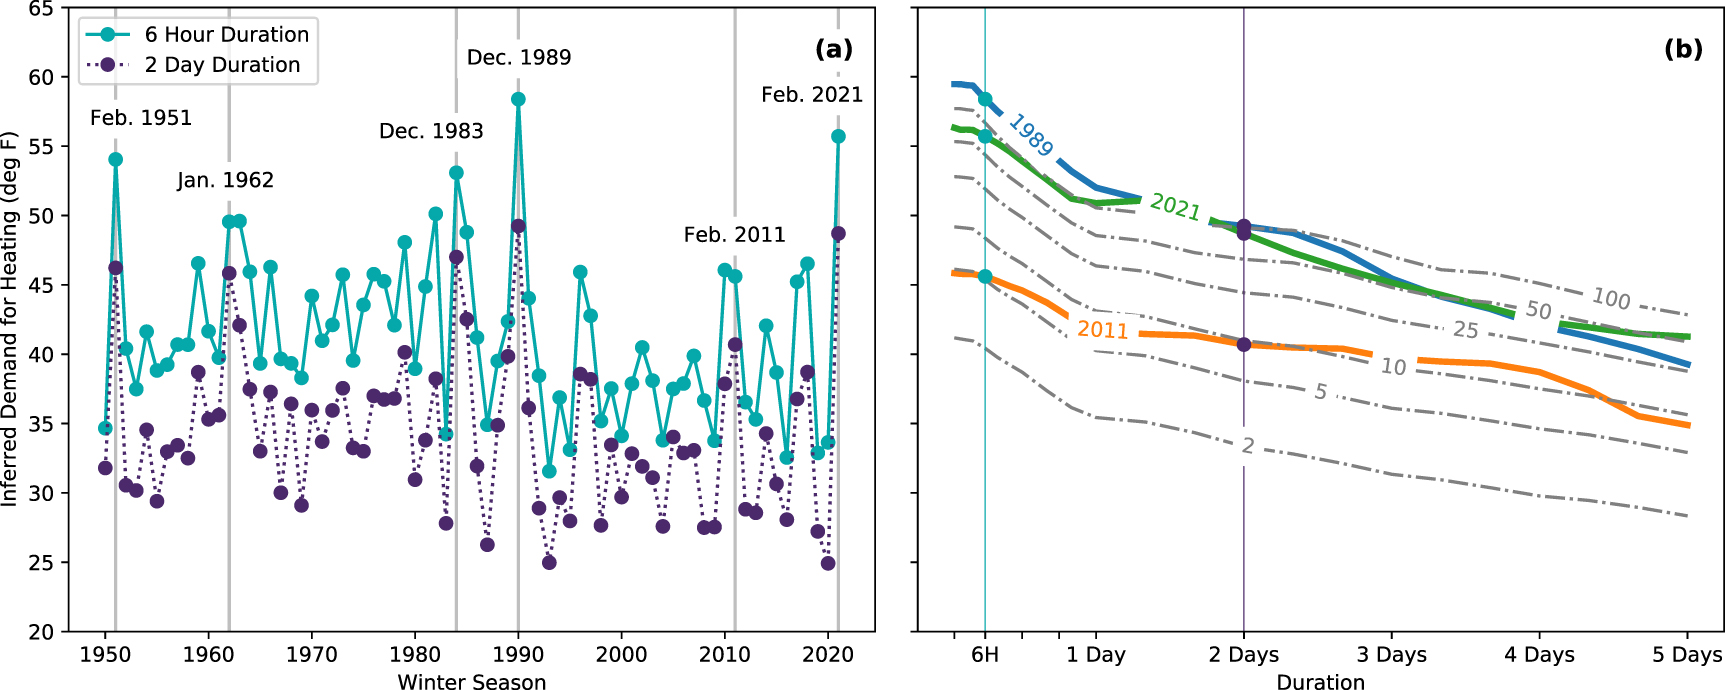 6 Hour Duration
2 Day Duration
(a)
Dec. 1989
Feb. 2021
Feb. 1951
Dec. 1983
Jan. 1962
Feb. 2011
65
60
55
50
45
40
35
30
25
20
Inferred Demand for Heating (deg F)
1950
1960
1970
1980
1990
2000
2010
2020
Winter Season
(b)
1989
2021
2011
100
50
25
10
5
2
6H
1 Day
2 Days
3 Days
4 Days
5 Days
Duration